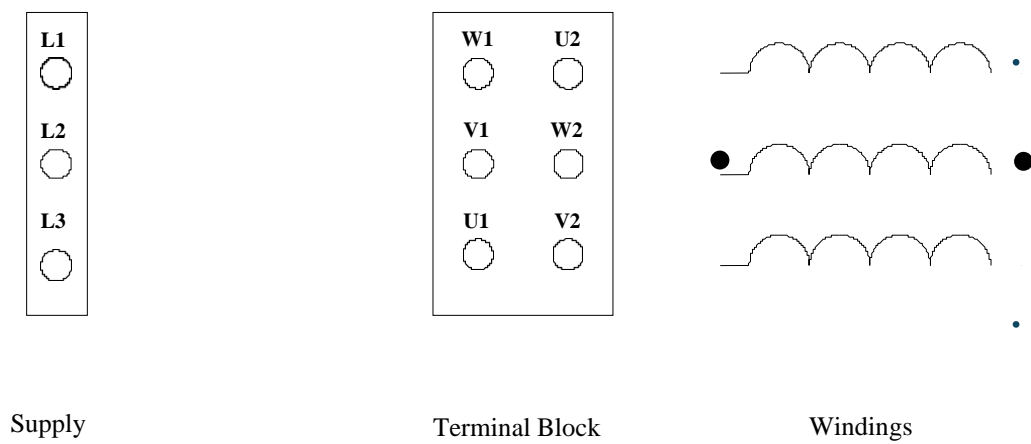 L1
L2
L3
W1 U2
V1 W2
U1 V2
Supply
Terminal Block
Windings